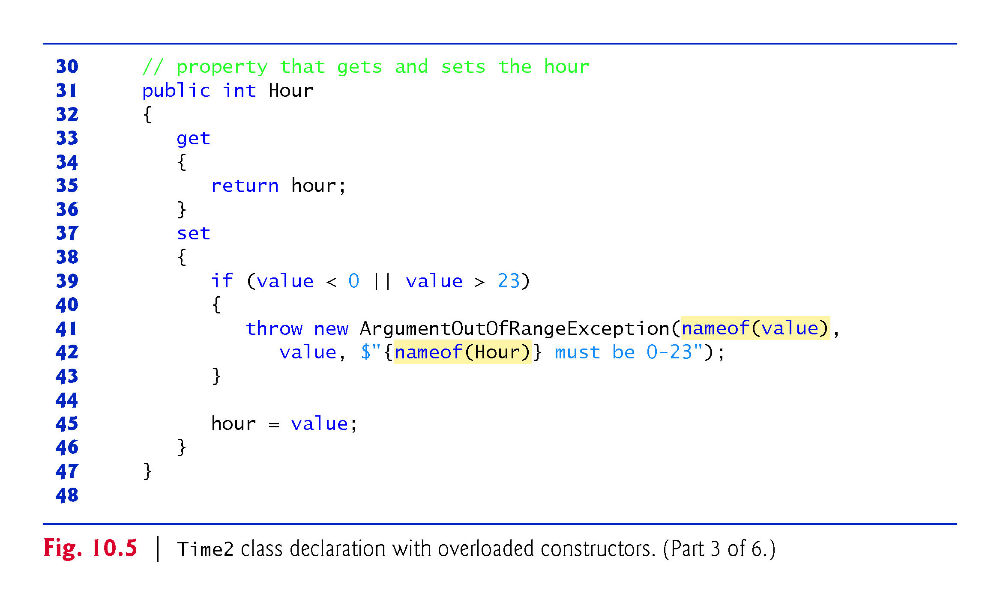 30 // property that gets and sets the hour
31 public int Hour
32 {
33 get
34 {
35 return hour;
36 }
37 set
38 {
39 if (value < 0 || value > 23)
40 {
41 throw new ArgumentOutOfRangeException(nameof(value),
42 value, $"{nameof(Hour)} must be 0-23");
43 }
44
45 hour = value;
46 }
47 }
48
Fig. 10.5 | Time2 class declaration with overloaded constructors. (Part 3 of 6.)